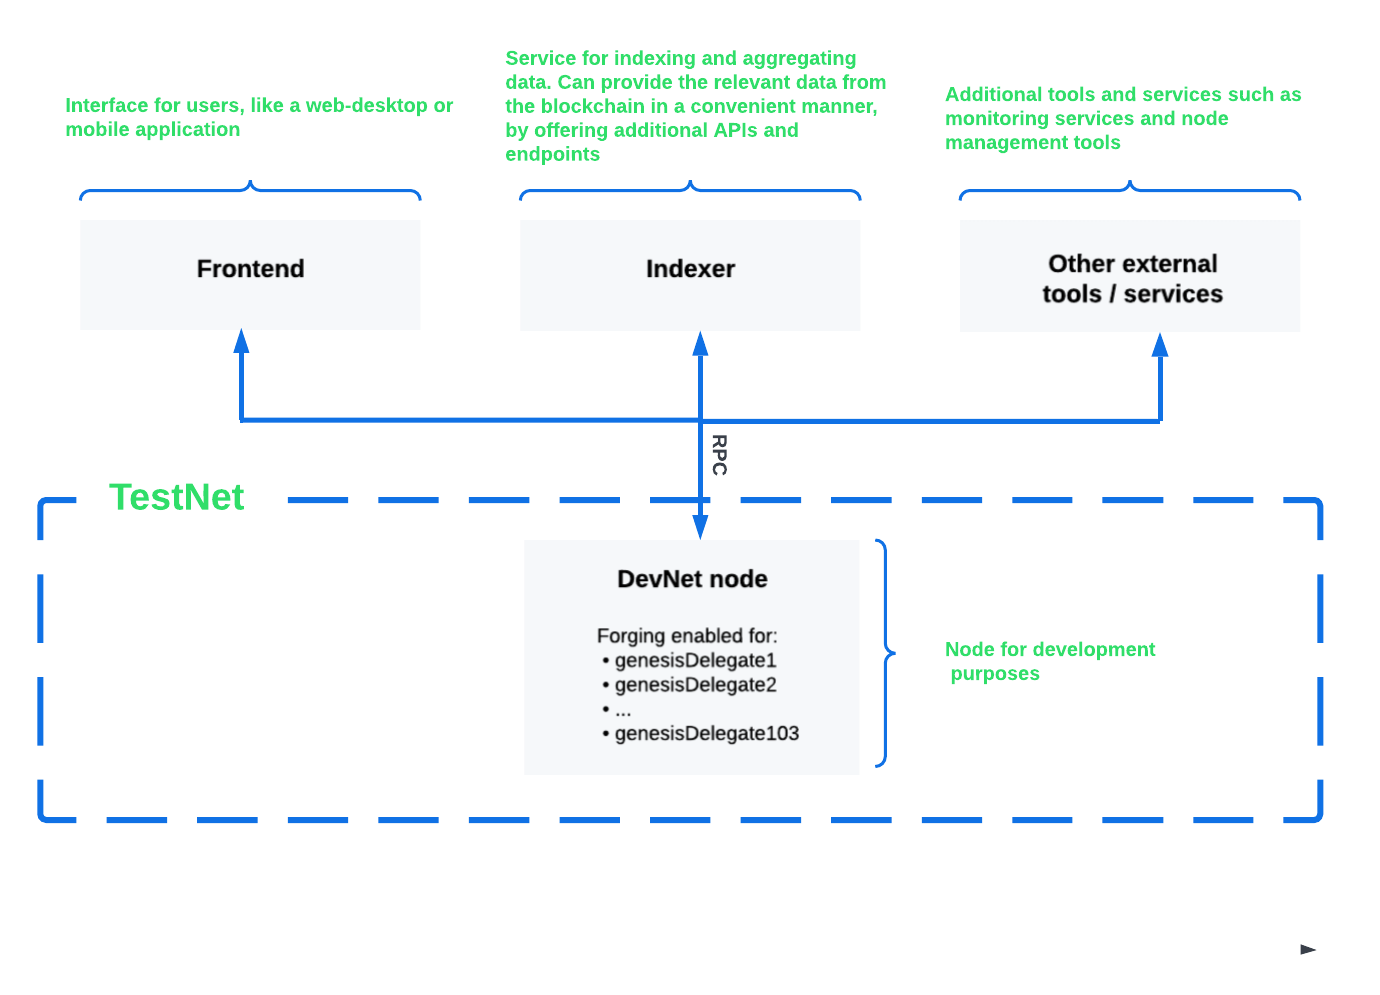 Interface for users, like a web-desktop or
mobile application
Service for indexing and aggregating
data. Can provide the relevant data from
the blockchain in a convenient manner,
by offering additional APIs and
endpoints
Additional tools and services such as
monitoring services and node
management tools
Frontend
Indexer
Other external
tools / services
RPC
TestNet
DevNet node
Forging enabled for:
• genesisDelegate1
• genesisDelegate2
• ...
• genesisDelegate103
Node for development
purposes